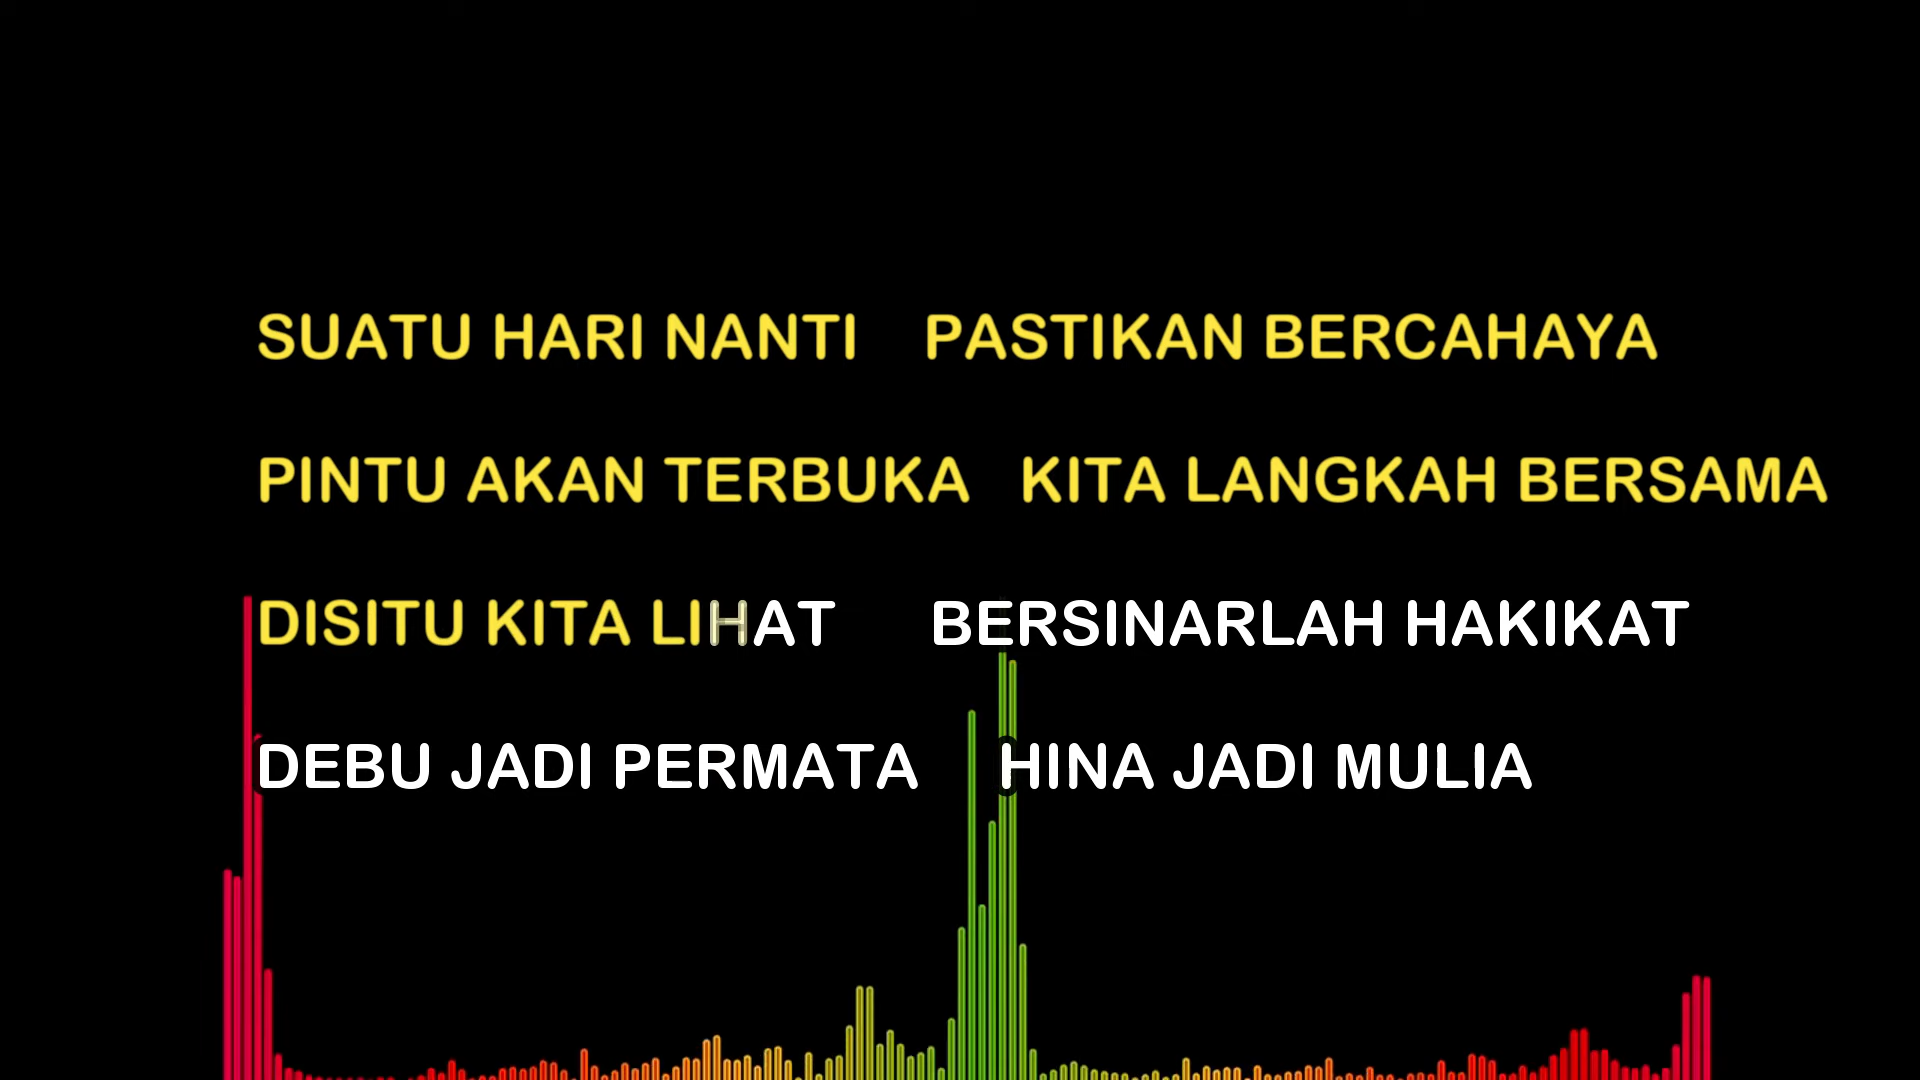 SUATU HARI NANTI PASTIKAN BERCAHAYA
PINTU AKAN TERBUKA KITA LANGKAH BERSAMA
DISITU KITA LIHAT BERSINARLAH HAKIKAT
DEBU JADI PERMATA HINA JADI MULIA